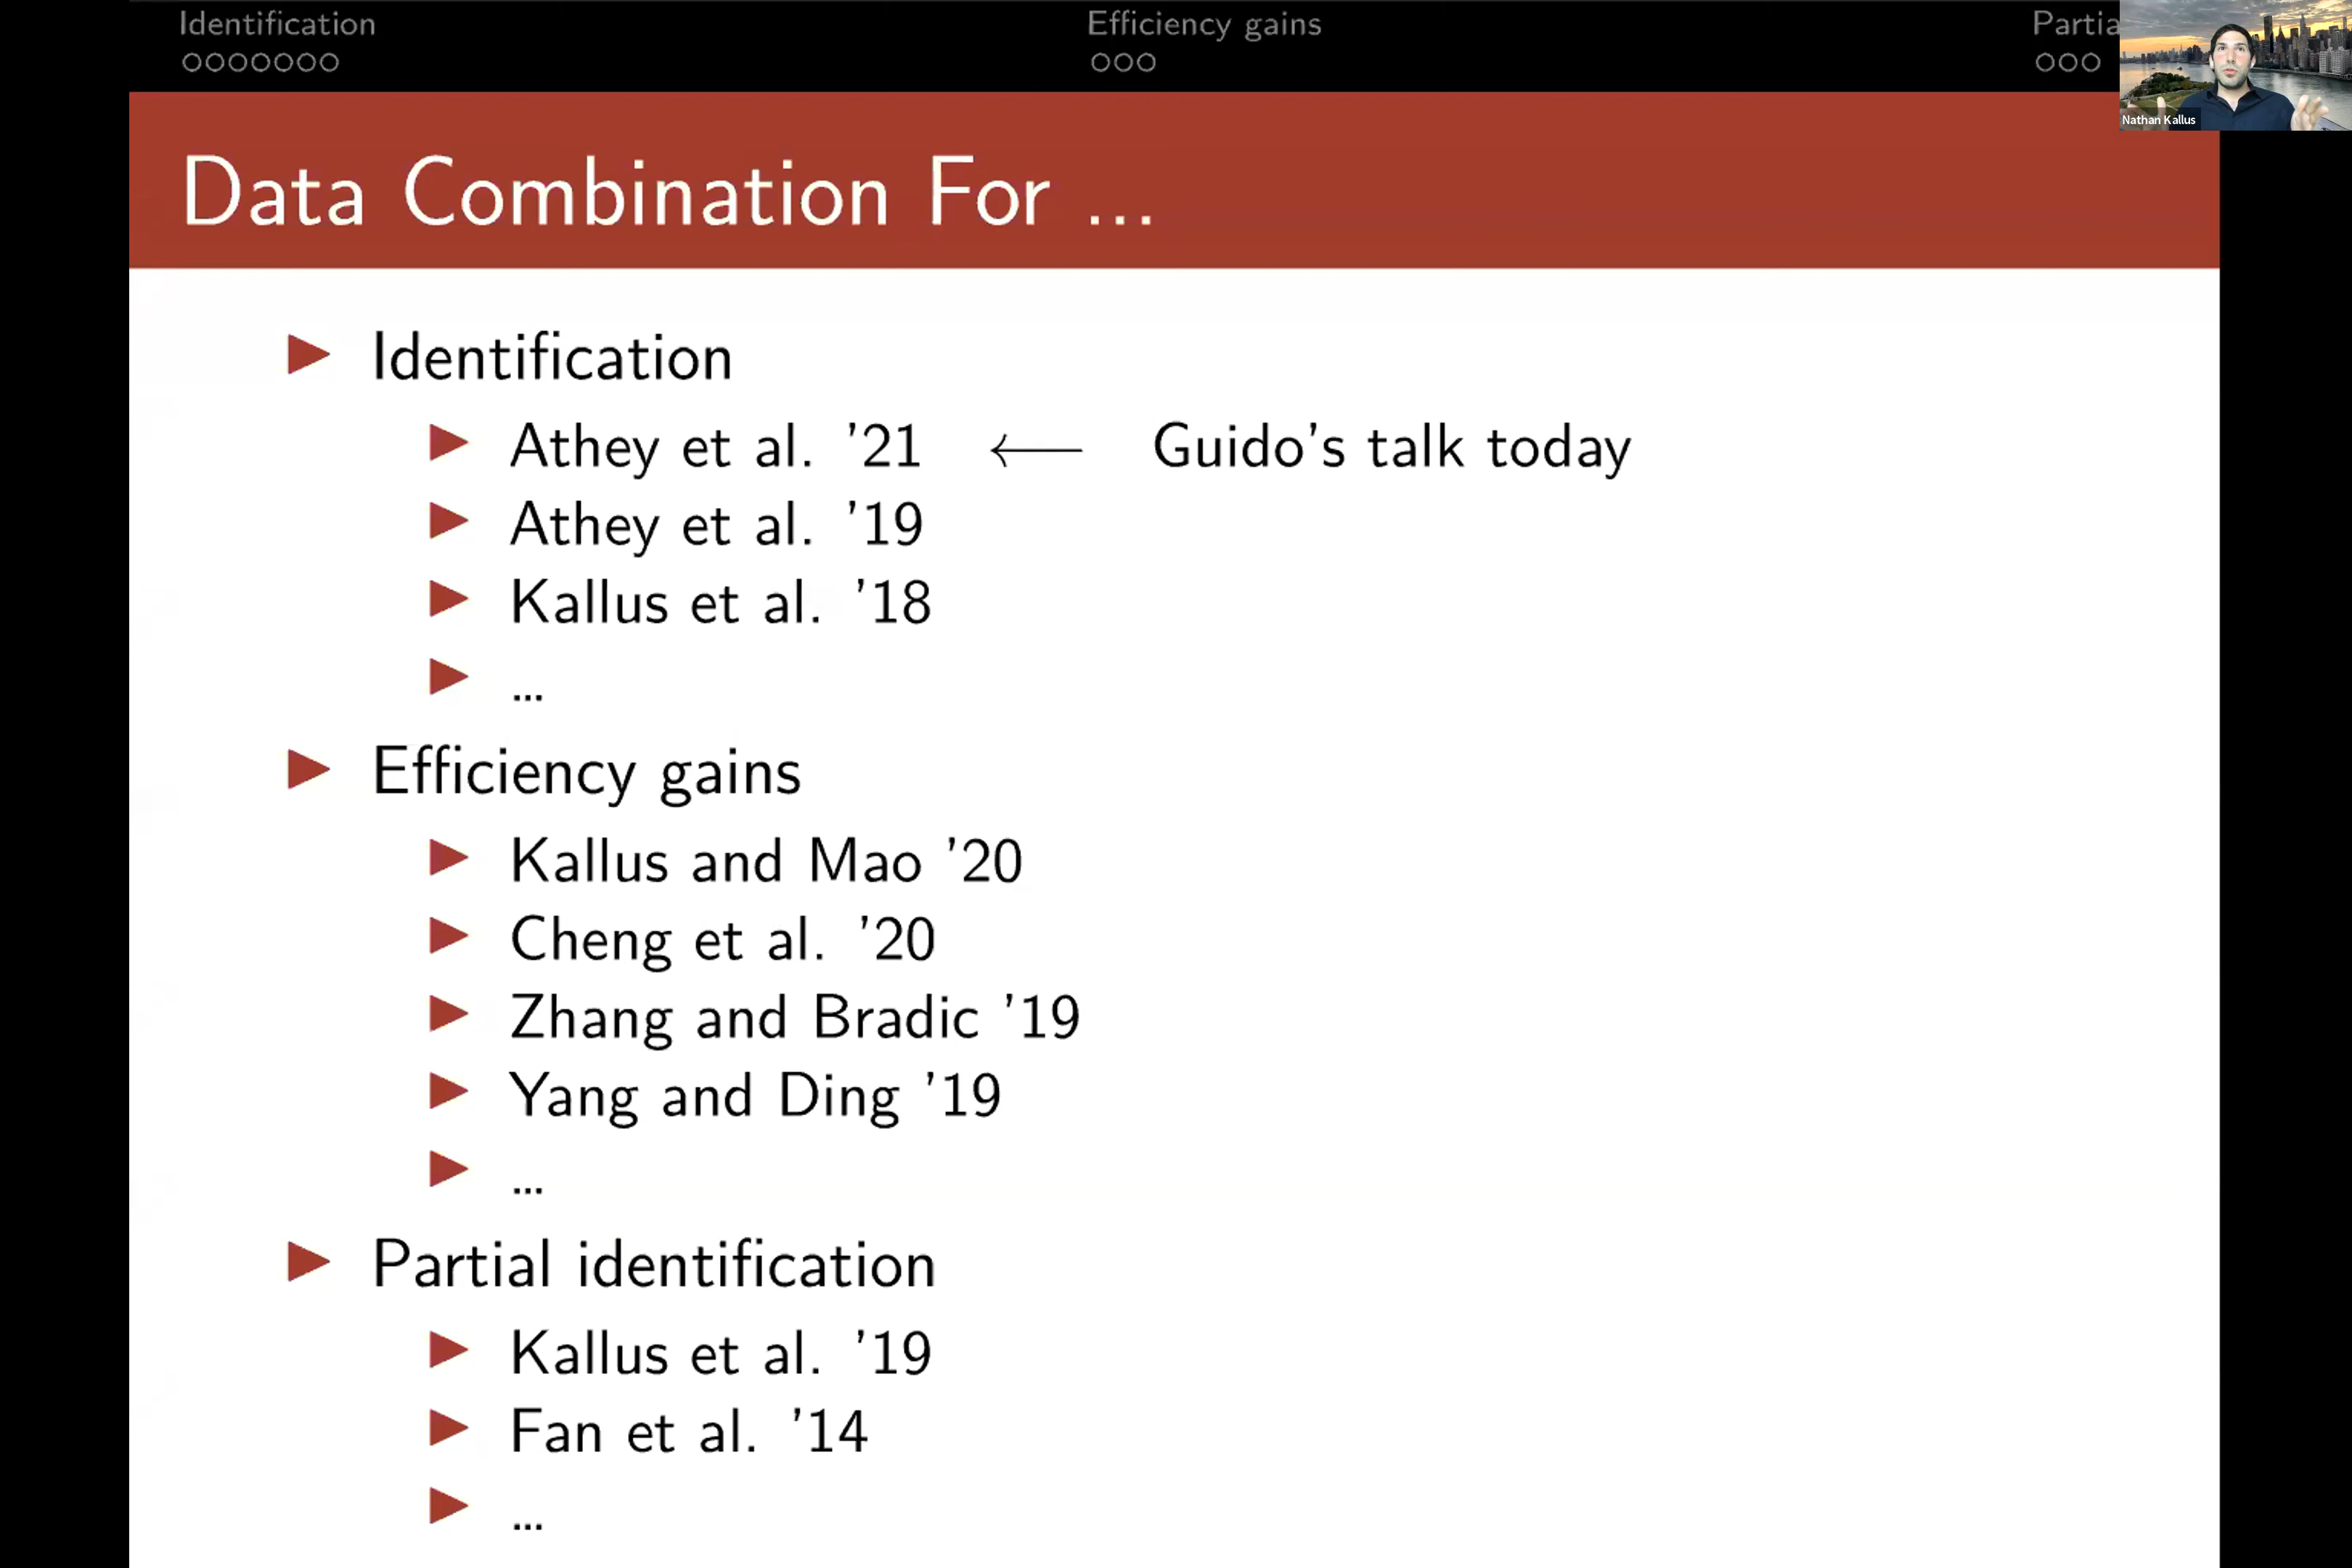 Identification
Efficiency gains
Partia
Nathan Kallus
Data Combination For ...
Identification
Athey et al. '21 ← Guido's talk today
Athey et al. '19
Kallus et al. '18
...
Efficiency gains
Kallus and Mao '20
Cheng et al. '20
Zhang and Bradic '19
Yang and Ding '19
...
Partial identification
Kallus et al. '19
Fan et al. '14
...